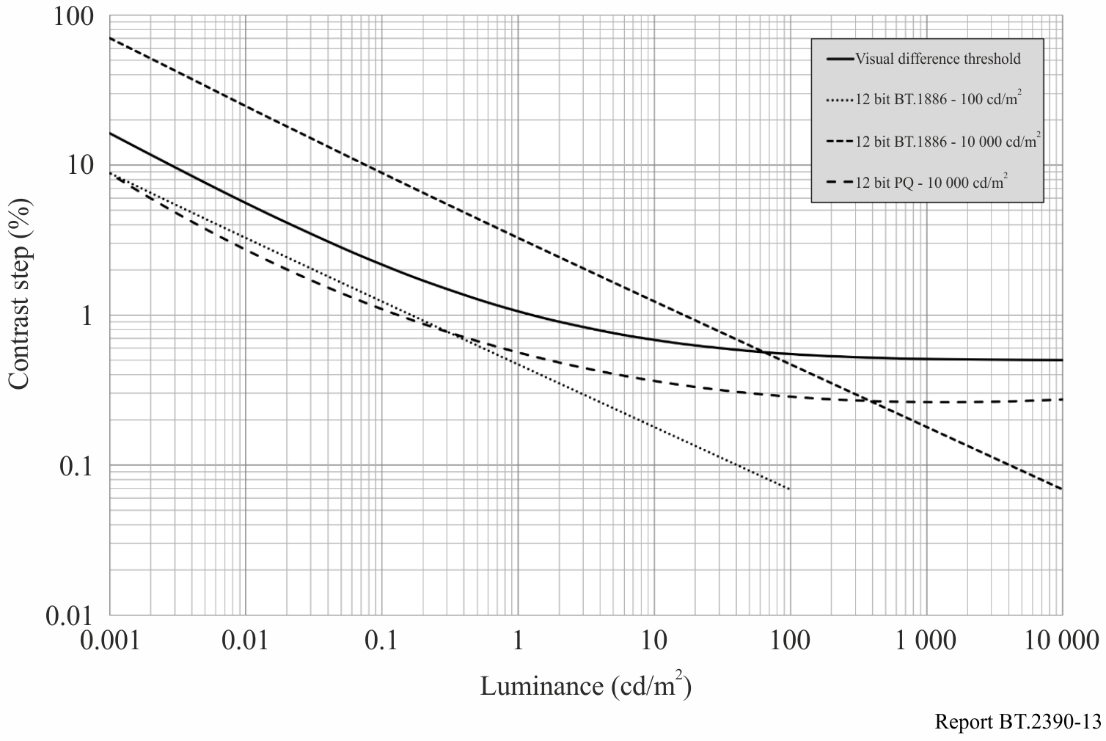 100
10
1
0.1
0.01
Contrast step (%)
Visual difference threshold
12 bit BT.1886 - 100 cd/m²
12 bit BT.1886 - 10 000 cd/m²
12 bit PQ - 10 000 cd/m²
0.001 0.01 0.1 1 10 100 1 000 10 000
Luminance (cd/m²)
Report BT.2390-13